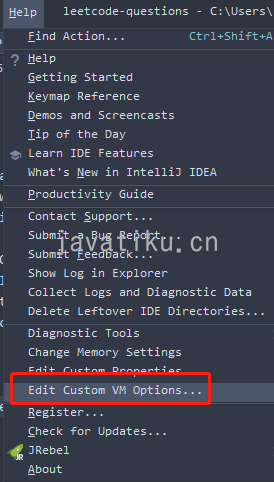 Help leetcode-questions - C:\Users\
Find Action... Ctrl+Shift+A
Help
Getting Started
Keymap Reference
Demos and Screencasts
Tip of the Day
Learn IDE Features
What's New in IntelliJ IDEA
Productivity Guide
Contact Support...
Submit a Bug Report...
javatiku.cn
Submit Feedback...
Show Log in Explorer
Collect Logs and Diagnostic Data
Delete Leftover IDE Directories...
Diagnostic Tools
Change Memory Settings
Edit Custom Properties...
Edit Custom VM Options...
Register...
Check for Updates...
JR JRebel
About